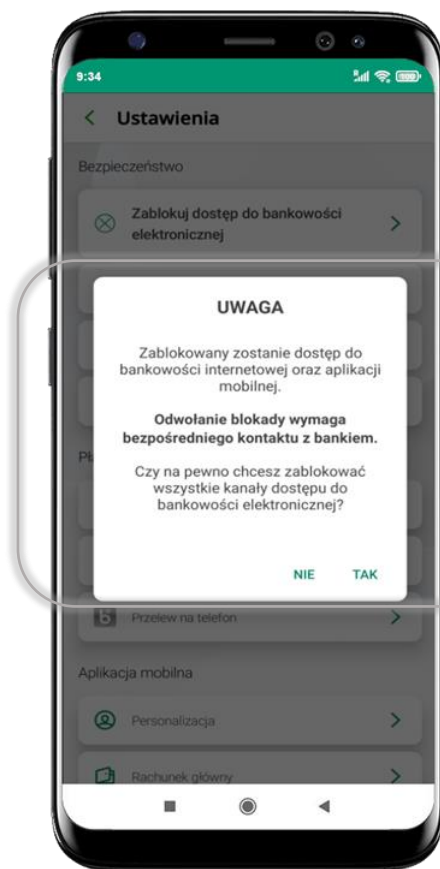 9:34
Ustawienia
Bezpieczeństwo
Zablokuj dostęp do bankowości
elektronicznej
UWAGA
Zablokowany zostanie dostęp do
bankowości internetowej oraz aplikacji
mobilnej.
Odwołanie blokady wymaga
bezpośredniego kontaktu z bankiem.
Czy na pewno chcesz zablokować
wszystkie kanały dostępu do
bankowości elektronicznej?
NIE TAK
Przelew na telefon
Aplikacja mobilna
Personalizacja
Rachunek główny